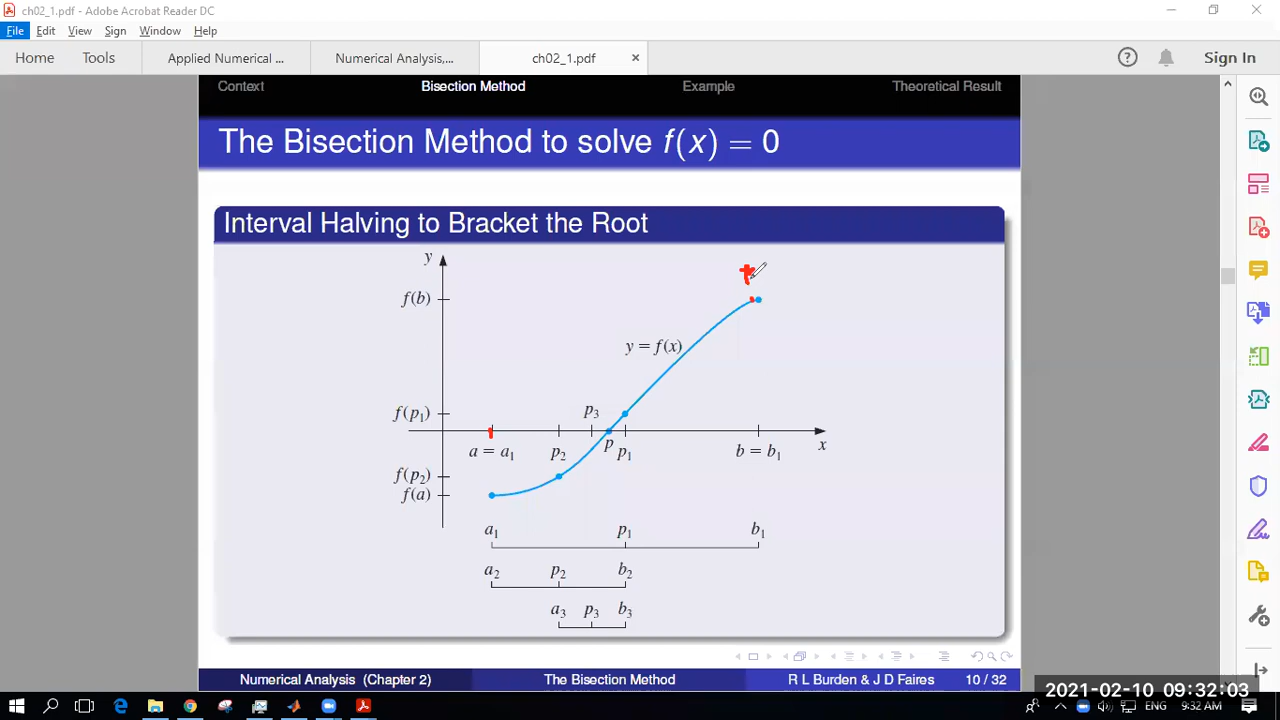 ch02_1.pdf - Adobe Acrobat Reader DC
File Edit View Sign Window Help
Home Tools Applied Numerical ... Numerical Analysis,... ch02_1.pdf Sign In
Context Bisection Method Example Theoretical Result
The Bisection Method to solve f(x) = 0
Interval Halving to Bracket the Root
y
f(b)
y = f(x)
f(p₁) p₃
p
a = a₁ p₂ p₁ b = b₁ x
f(p₂)
f(a)
a₁ p₁ b₁
a₂ p₂ b₂
a₃ p₃ b₃
Numerical Analysis (Chapter 2) The Bisection Method R L Burden & J D Faires 10 / 32
2021-02-10 09:32:03
ENG 9:32 AM